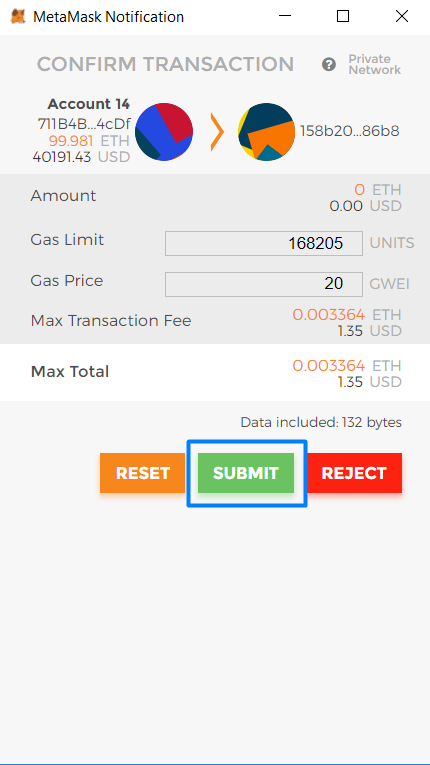 MetaMask Notification
CONFIRM TRANSACTION
? Private
Network
Account 14
711B4B...4cDf
99.981 ETH
40191.43 USD
158b20...86b8
Amount 0 ETH
0.00 USD
Gas Limit 168205 UNITS
Gas Price 20 GWEI
Max Transaction Fee 0.003364 ETH
1.35 USD
Max Total 0.003364 ETH
1.35 USD
Data included: 132 bytes
RESET SUBMIT REJECT